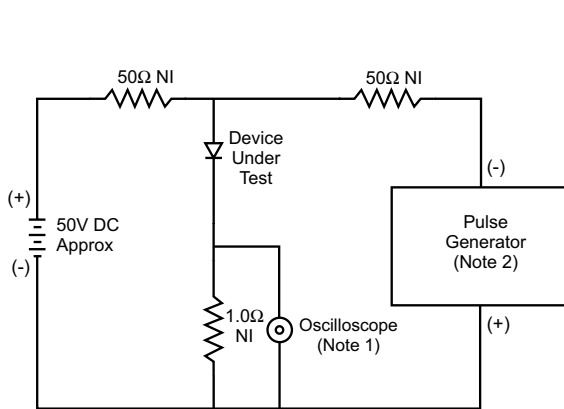 50Ω NI
50Ω NI
Device
Under
Test
(-)
(+)
50V DC
Approx
(-)
Pulse
Generator
(Note 2)
1.0Ω
NI
Oscilloscope
(Note 1)
(+)